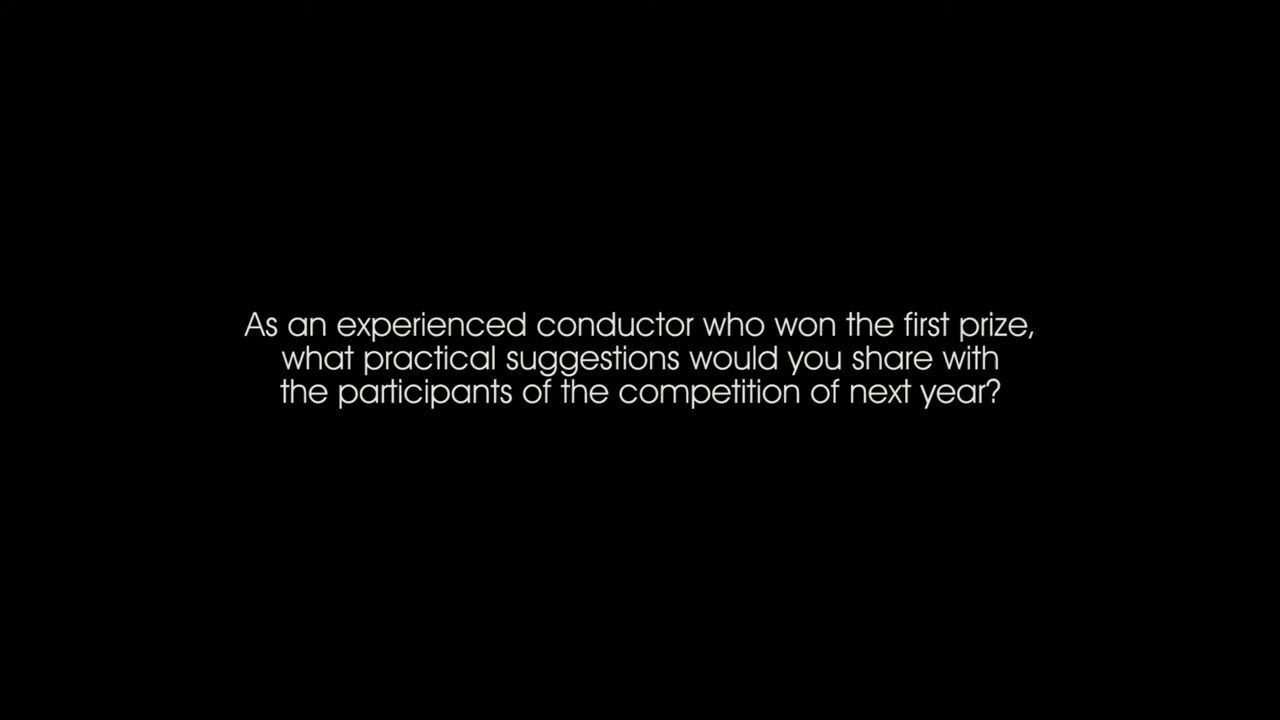 As an experienced conductor who won the first prize,
what practical suggestions would you share with
the participants of the competition of next year?